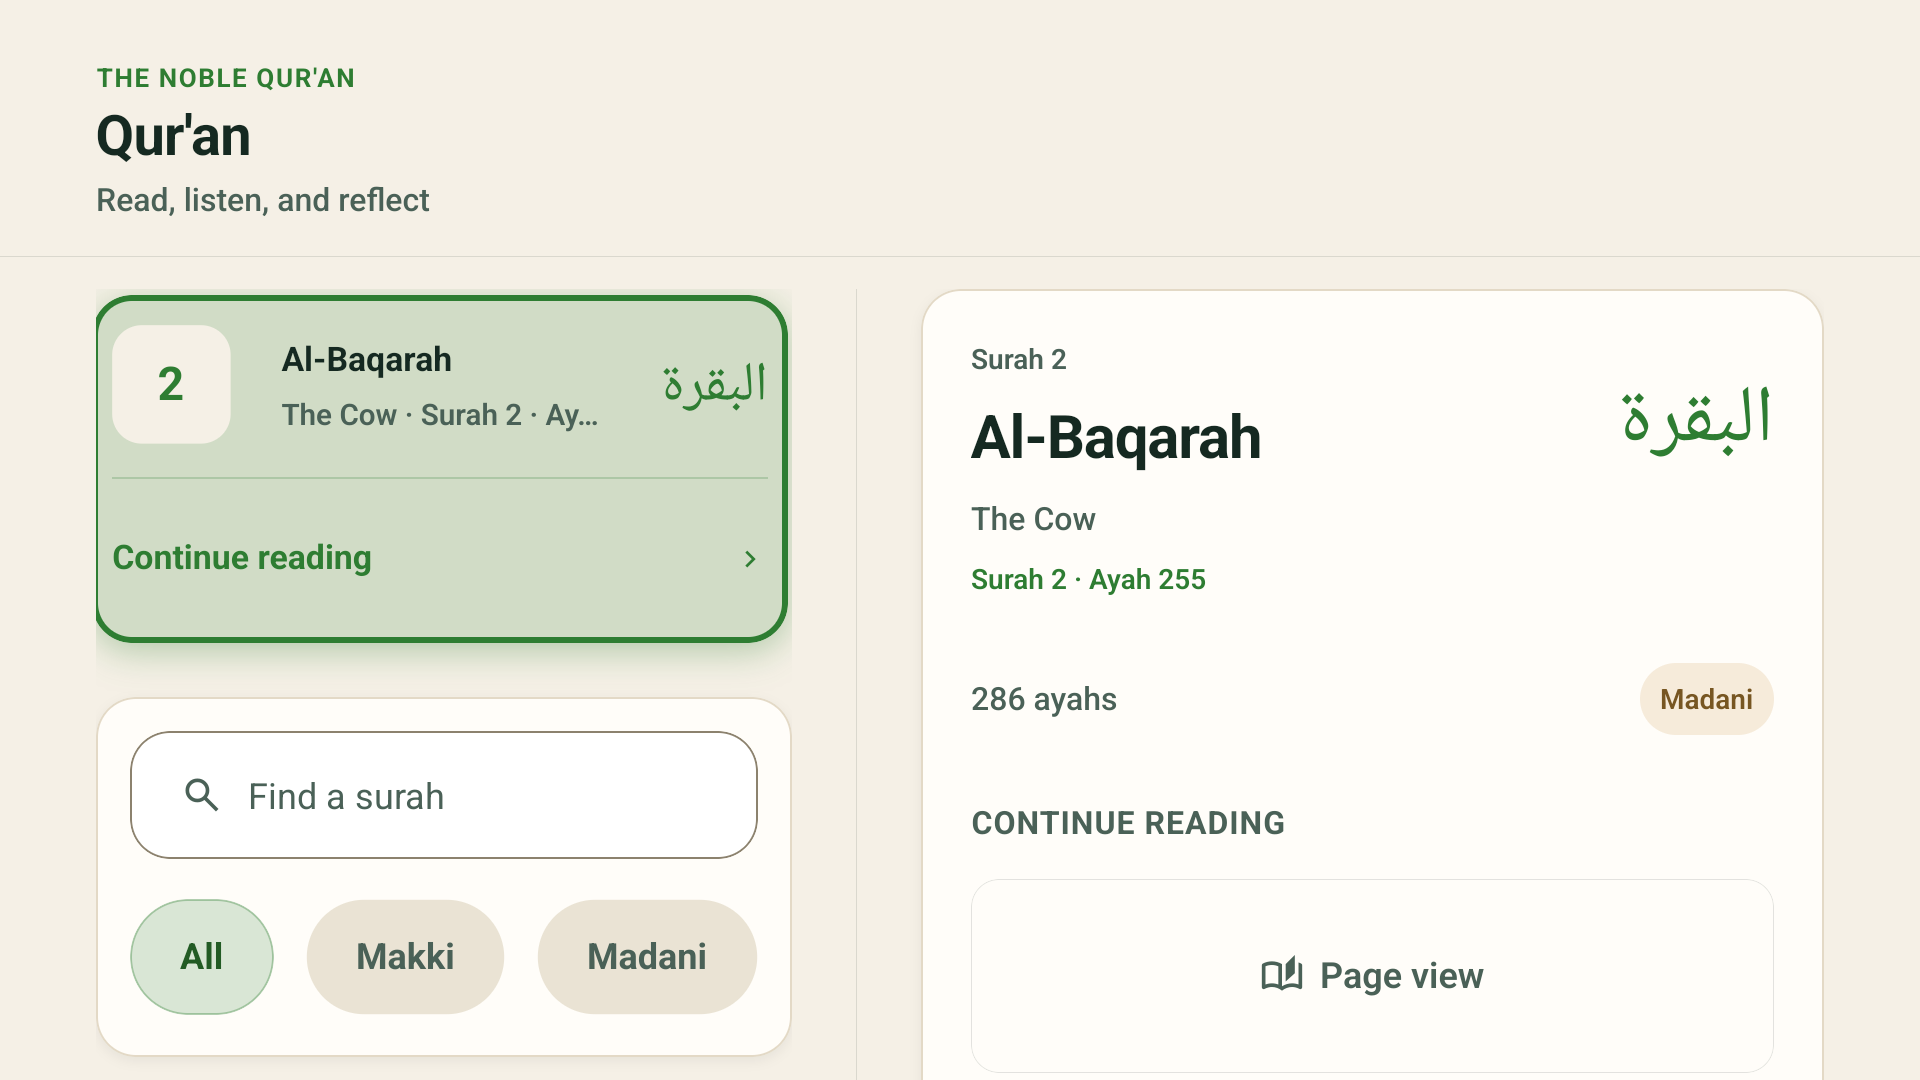 THE NOBLE QUR'AN
Qur'an
Read, listen, and reflect
2
Al-Baqarah
البقرة
The Cow · Surah 2 · Ay...
Continue reading
Find a surah
All
Makki
Madani
Surah 2
Al-Baqarah
البقرة
The Cow
Surah 2 · Ayah 255
286 ayahs
Madani
CONTINUE READING
Page view